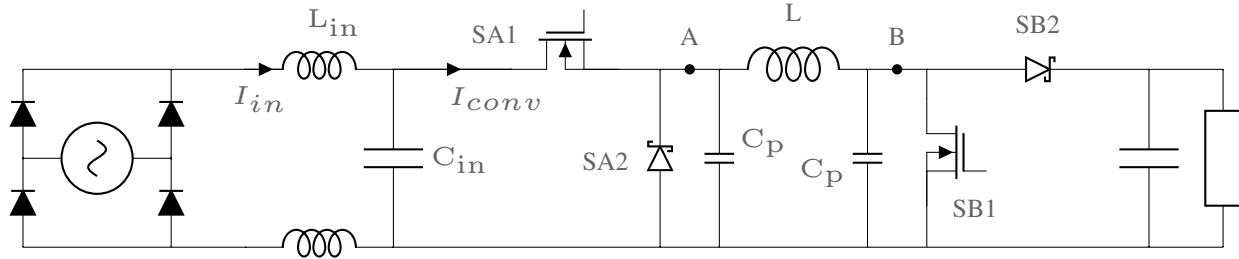 L_in
SA1
A
L
B
SB2
I_in
I_conv
C_in
SA2
C_p
C_p
SB1